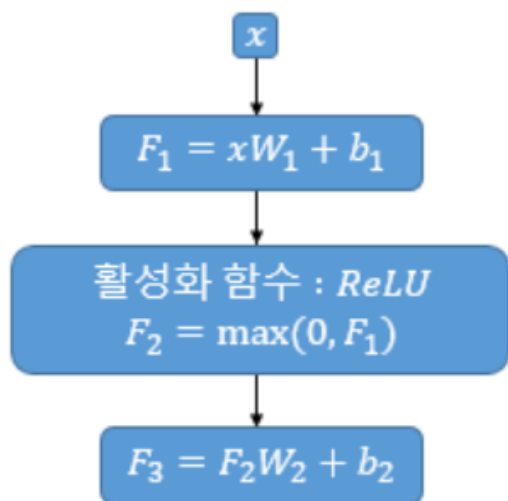 x
F₁ = xW₁ + b₁
활성화 함수 : ReLU
F₂ = max(0, F₁)
F₃ = F₂W₂ + b₂